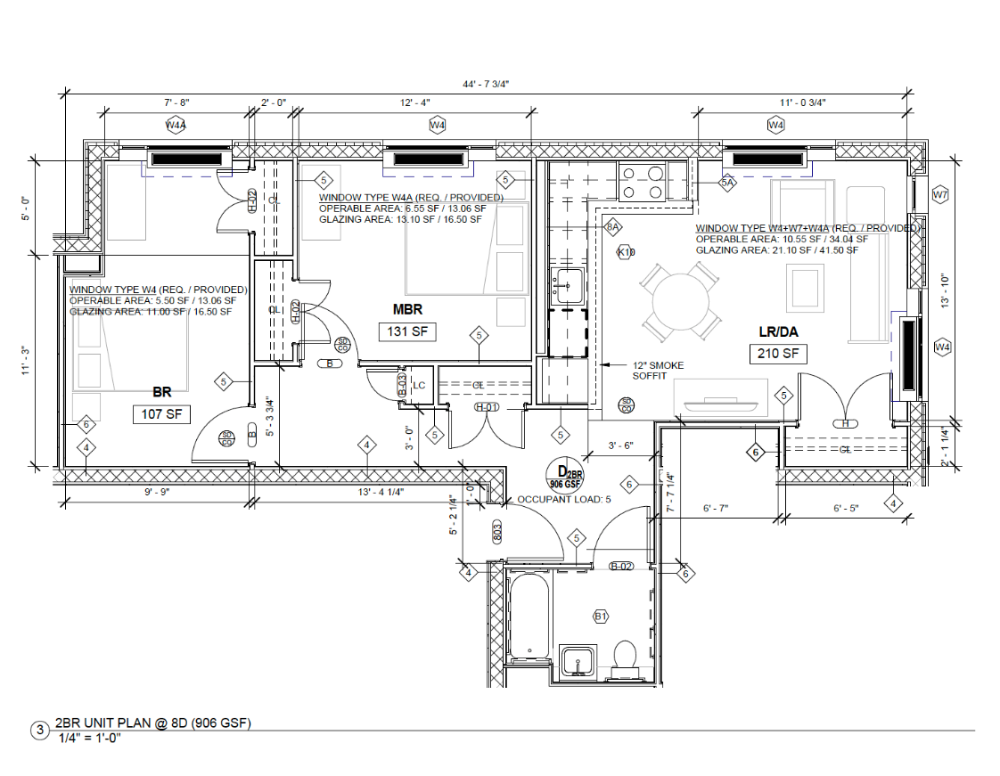 44' - 7 3/4"
7' - 8"
2' - 0"
12' - 4"
11' - 0 3/4"
W4A
W4
W4
5' - 0"
H-02
CL
5
5
5A
W7
WINDOW TYPE W4A (REQ. / PROVIDED)
OPERABLE AREA: 6.55 SF / 13.06 SF
GLAZING AREA: 13.10 SF / 16.50 SF
8A
K10
WINDOW TYPE W4+W7+W4A (REQ. / PROVIDED)
OPERABLE AREA: 10.55 SF / 34.04 SF
GLAZING AREA: 21.10 SF / 41.50 SF
13' - 10"
WINDOW TYPE W4 (REQ. / PROVIDED)
OPERABLE AREA: 5.50 SF / 13.06 SF
GLAZING AREA: 11.00 SF / 16.50 SF
CL
H-02
MBR
131 SF
5
SD
CO
B
LR/DA
210 SF
W4
11' - 3"
12" SMOKE
SOFFIT
5
BR
107 SF
B-03
LC
CL
H-01
5
SD
CO
5' - 3 3/4"
6
SD
CO
B
3' - 0"
5
5
H
4
4
3' - 6"
6
CL
2' - 1 1/4"
D
2BR
906 GSF
OCCUPANT LOAD: 5
6
7' - 7 1/4"
9' - 9"
13' - 4 1/4"
1' - 0"
5' - 2 1/4"
6' - 7"
6' - 5"
4
803
5
B-02
4
6
B1
3
2BR UNIT PLAN @ 8D (906 GSF)
1/4" = 1'-0"